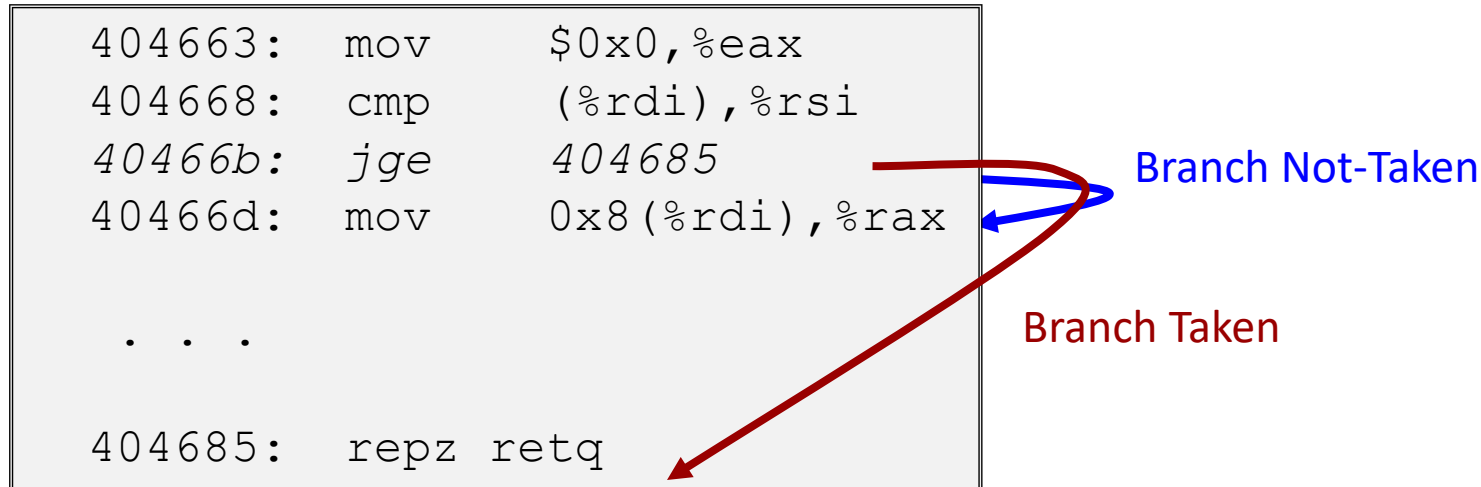 404663: mov $0x0,%eax
404668: cmp (%rdi),%rsi
40466b: jge 404685
40466d: mov 0x8(%rdi),%rax
. . .
404685: repz retq
Branch Not-Taken
Branch Taken